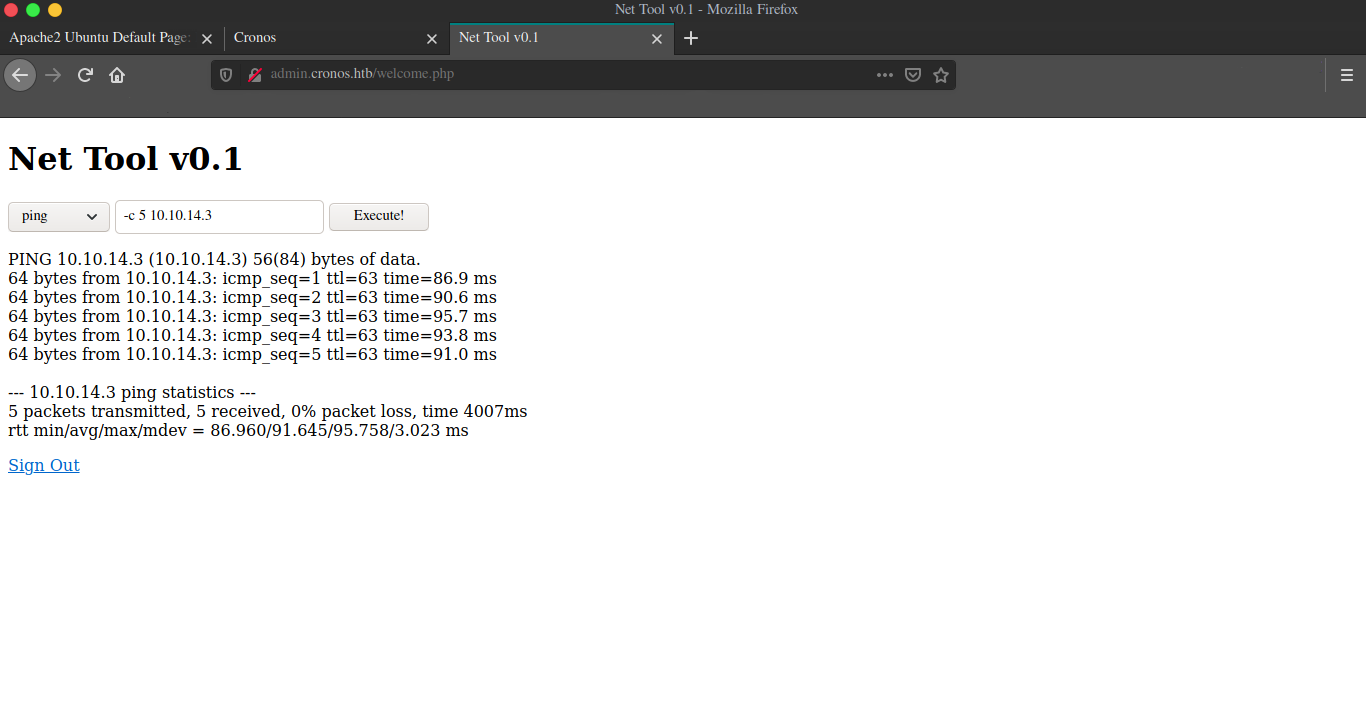 Net Tool v0.1 - Mozilla Firefox
Apache2 Ubuntu Default Page: Cronos Net Tool v0.1
admin.cronos.htb/welcome.php
Net Tool v0.1
ping -c 5 10.10.14.3 Execute!
PING 10.10.14.3 (10.10.14.3) 56(84) bytes of data.
64 bytes from 10.10.14.3: icmp_seq=1 ttl=63 time=86.9 ms
64 bytes from 10.10.14.3: icmp_seq=2 ttl=63 time=90.6 ms
64 bytes from 10.10.14.3: icmp_seq=3 ttl=63 time=95.7 ms
64 bytes from 10.10.14.3: icmp_seq=4 ttl=63 time=93.8 ms
64 bytes from 10.10.14.3: icmp_seq=5 ttl=63 time=91.0 ms
--- 10.10.14.3 ping statistics ---
5 packets transmitted, 5 received, 0% packet loss, time 4007ms
rtt min/avg/max/mdev = 86.960/91.645/95.758/3.023 ms
Sign Out